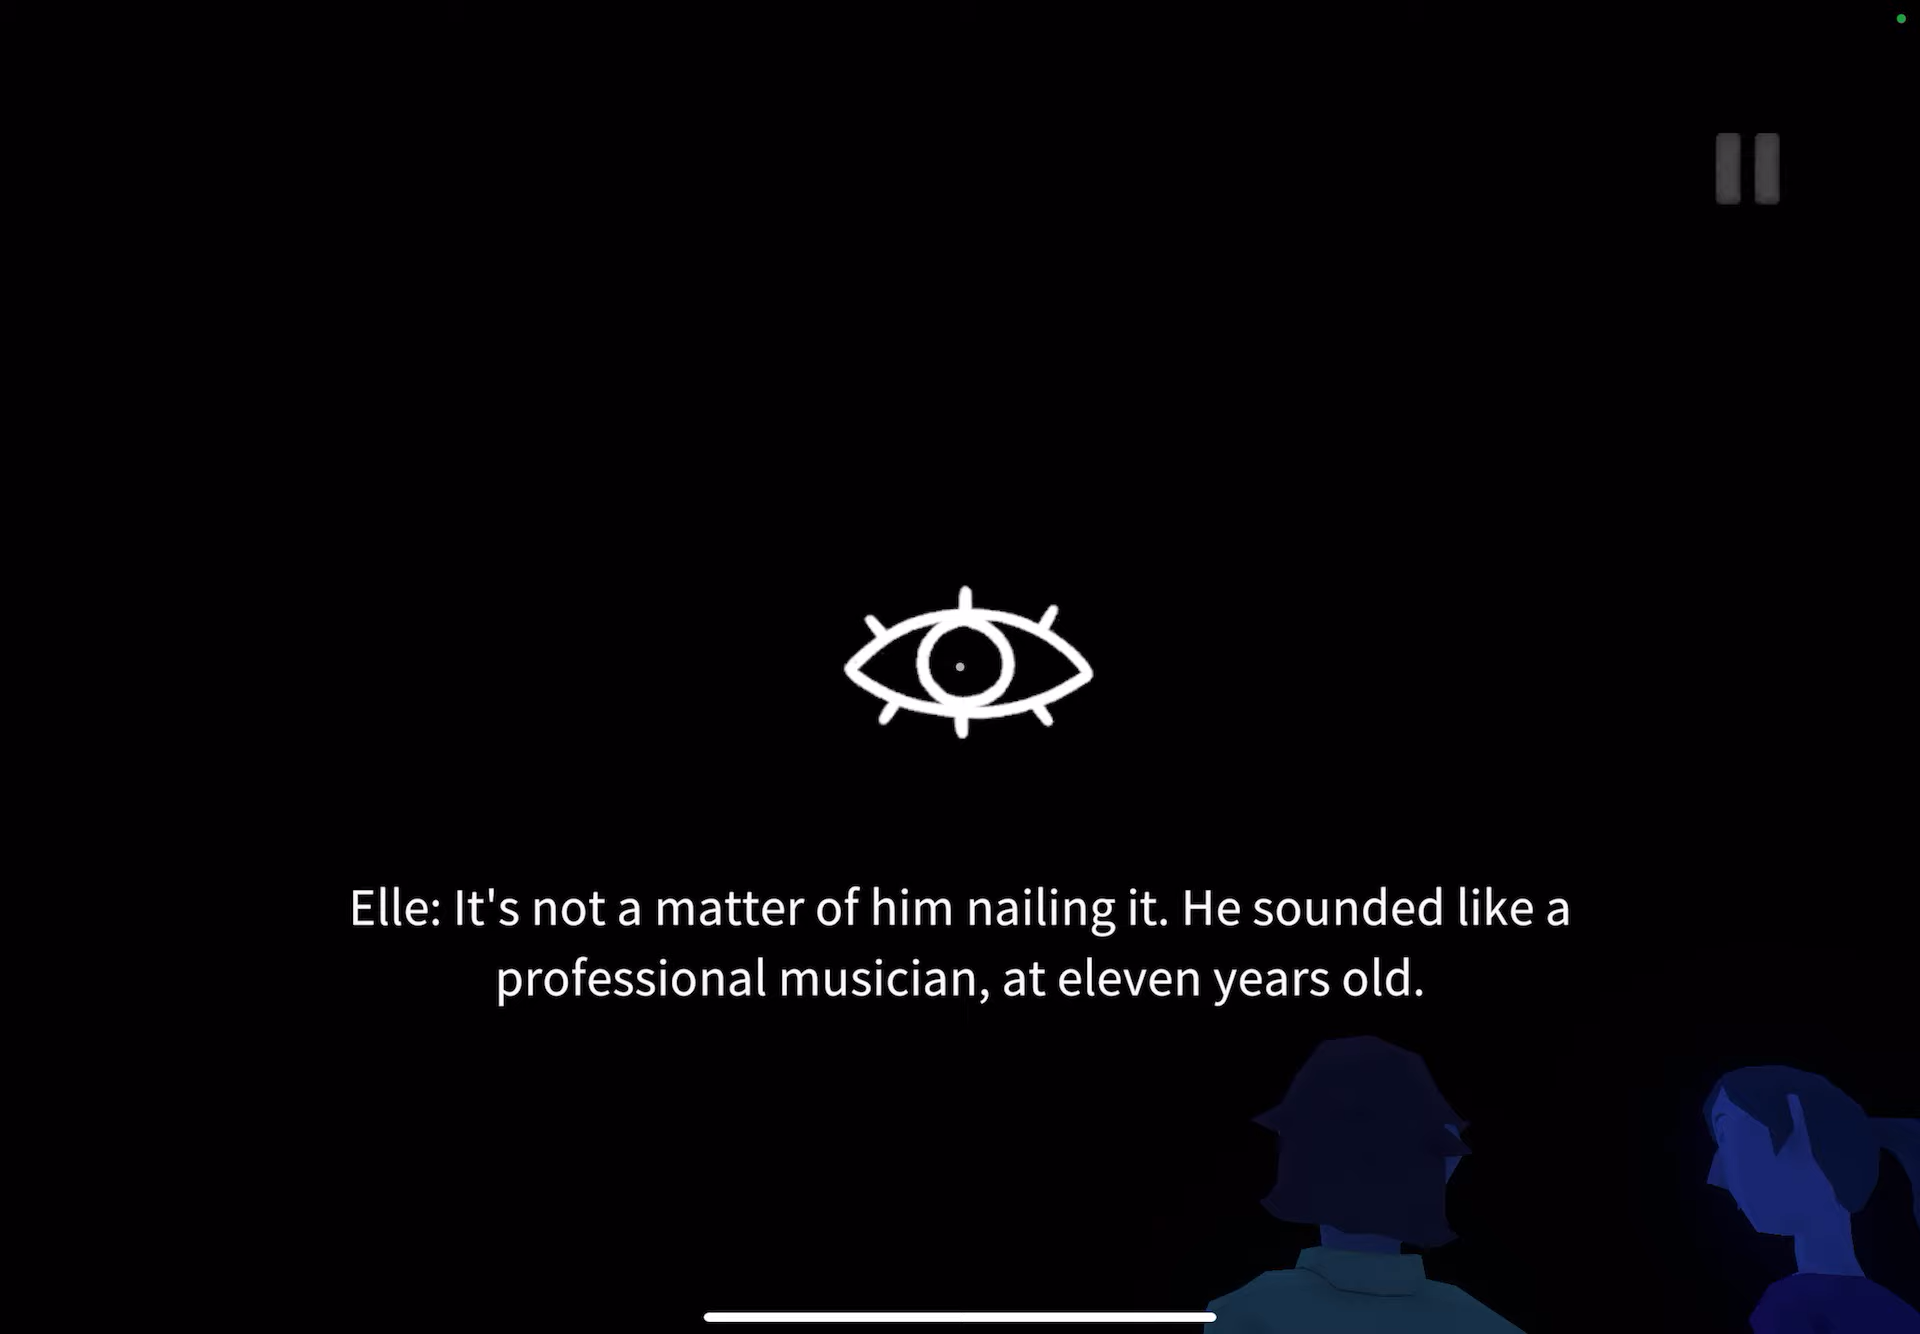 Elle: It's not a matter of him nailing it. He sounded like a
professional musician, at eleven years old.